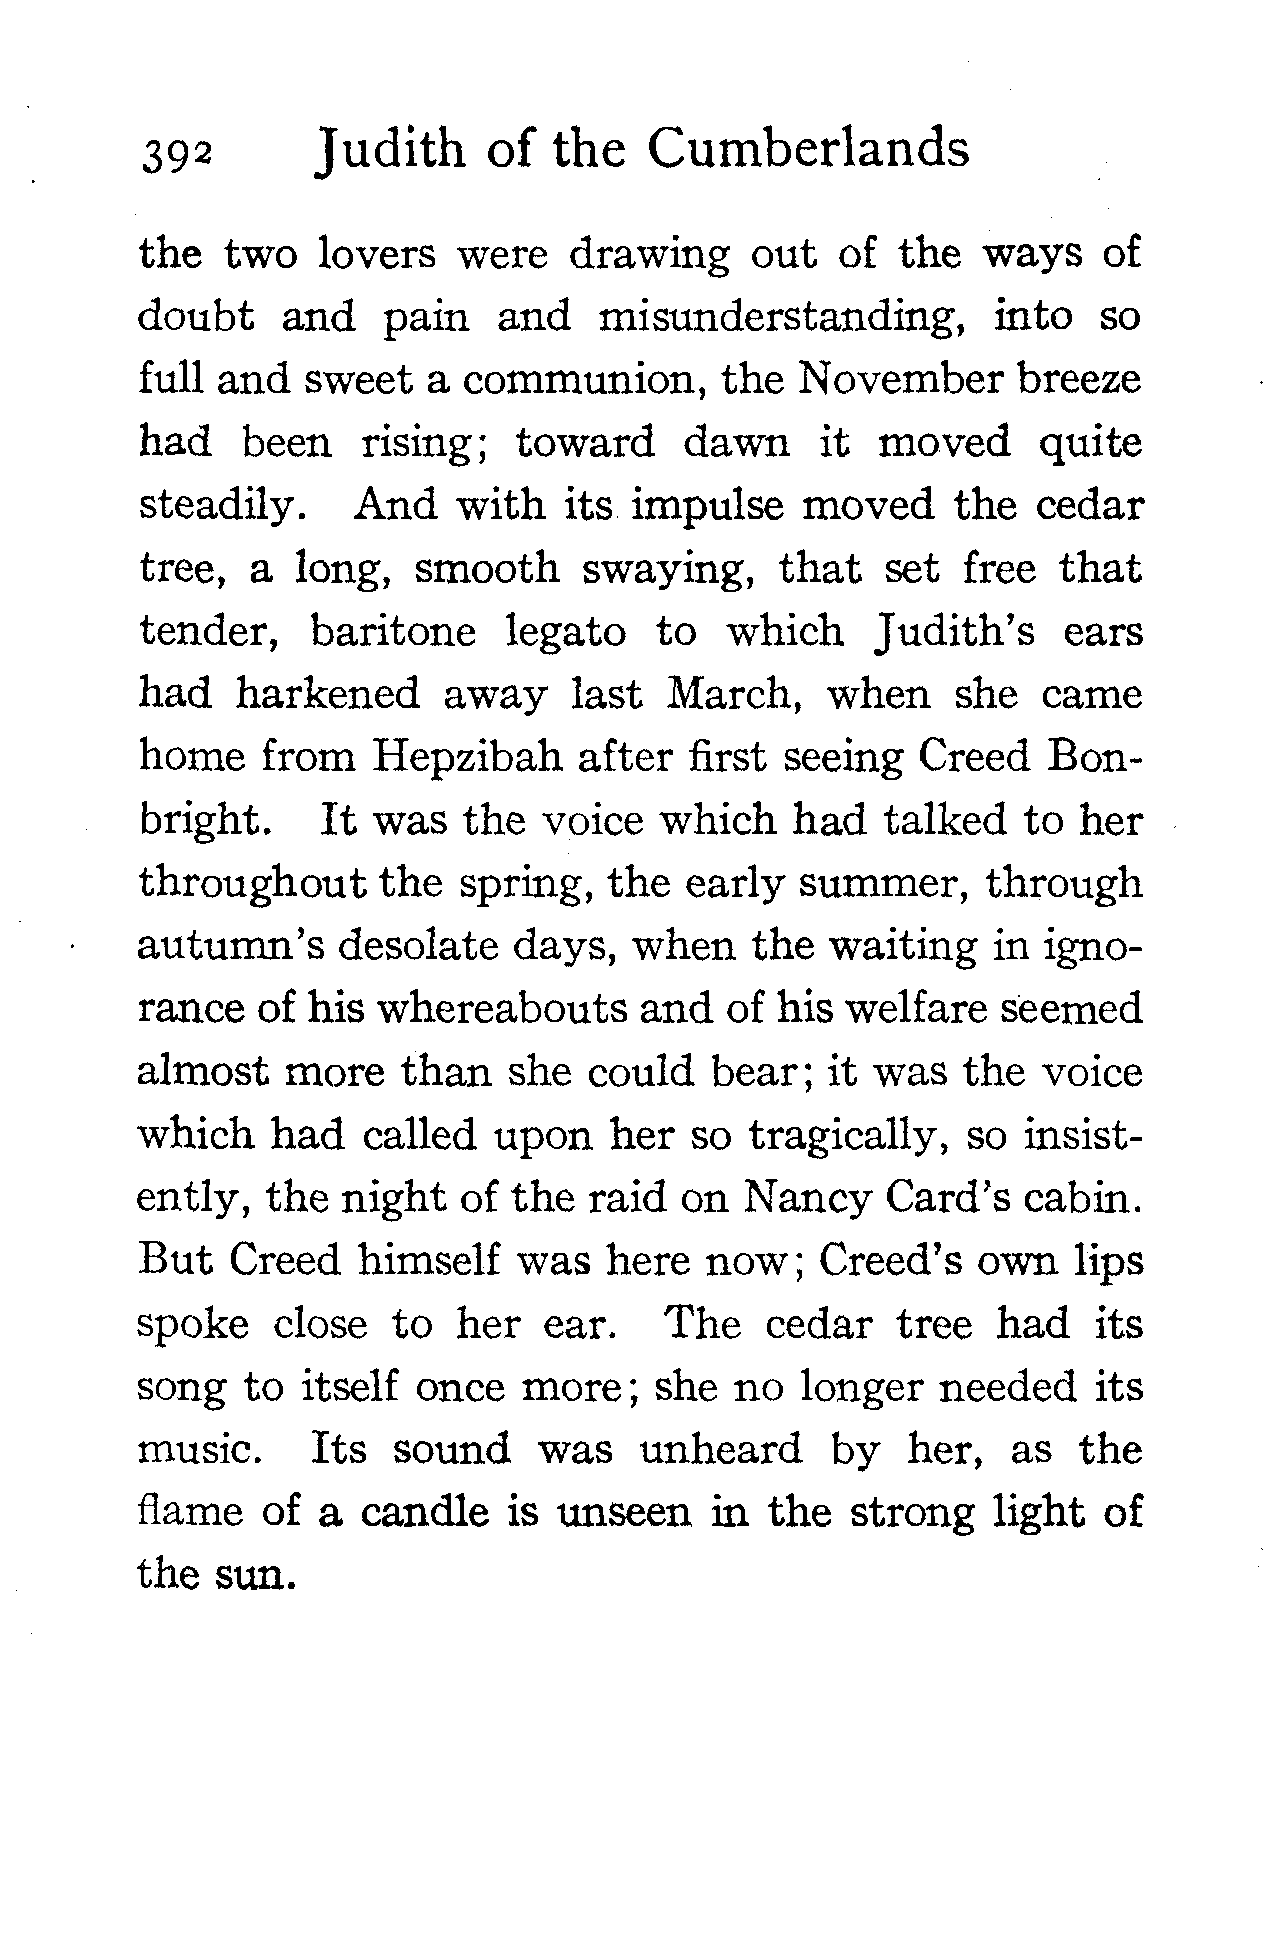 392 Judith of the Cumberlands
the two lovers were drawing out of the ways of
doubt and pain and misunderstanding, into so
full and sweet a communion, the November breeze
had been rising; toward dawn it moved quite
steadily. And with its impulse moved the cedar
tree, a long, smooth swaying, that set free that
tender, baritone legato to which Judith's ears
had harkened away last March, when she came
home from Hepzibah after first seeing Creed Bon-
bright. It was the voice which had talked to her
throughout the spring, the early summer, through
autumn's desolate days, when the waiting in igno-
rance of his whereabouts and of his welfare seemed
almost more than she could bear; it was the voice
which had called upon her so tragically, so insist-
ently, the night of the raid on Nancy Card's cabin.
But Creed himself was here now; Creed's own lips
spoke close to her ear. The cedar tree had its
song to itself once more; she no longer needed its
music. Its sound was unheard by her, as the
flame of a candle is unseen in the strong light of
the sun.